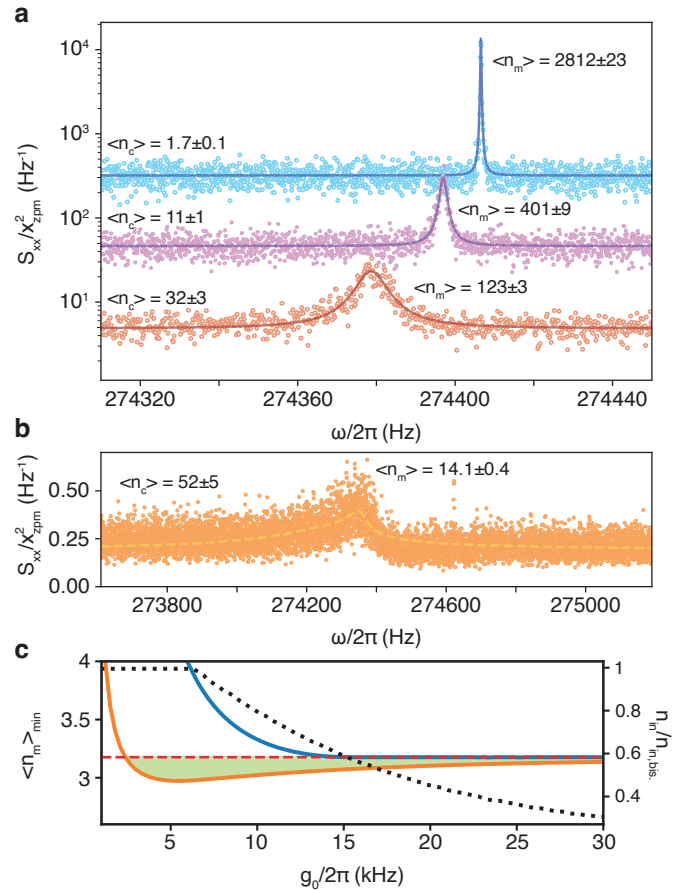 a
10⁴
10³
10²
10¹
S_xx/x²_zpm (Hz⁻¹)
<n_m> = 2812±23
<n_c> = 1.7±0.1
<n_c> = 11±1
<n_m> = 401±9
<n_c> = 32±3
<n_m> = 123±3
274320 274360 274400 274440
ω/2π (Hz)
b
S_xx/x²_zpm (Hz⁻¹)
0.50
0.25
0.00
<n_c> = 52±5
<n_m> = 14.1±0.4
273800 274200 274600 275000
ω/2π (Hz)
c
<n_m>_min
4
3.5
3
1
0.8
0.6
0.4
n_in/n_in,bis.
5 10 15 20 25 30
g₀/2π (kHz)